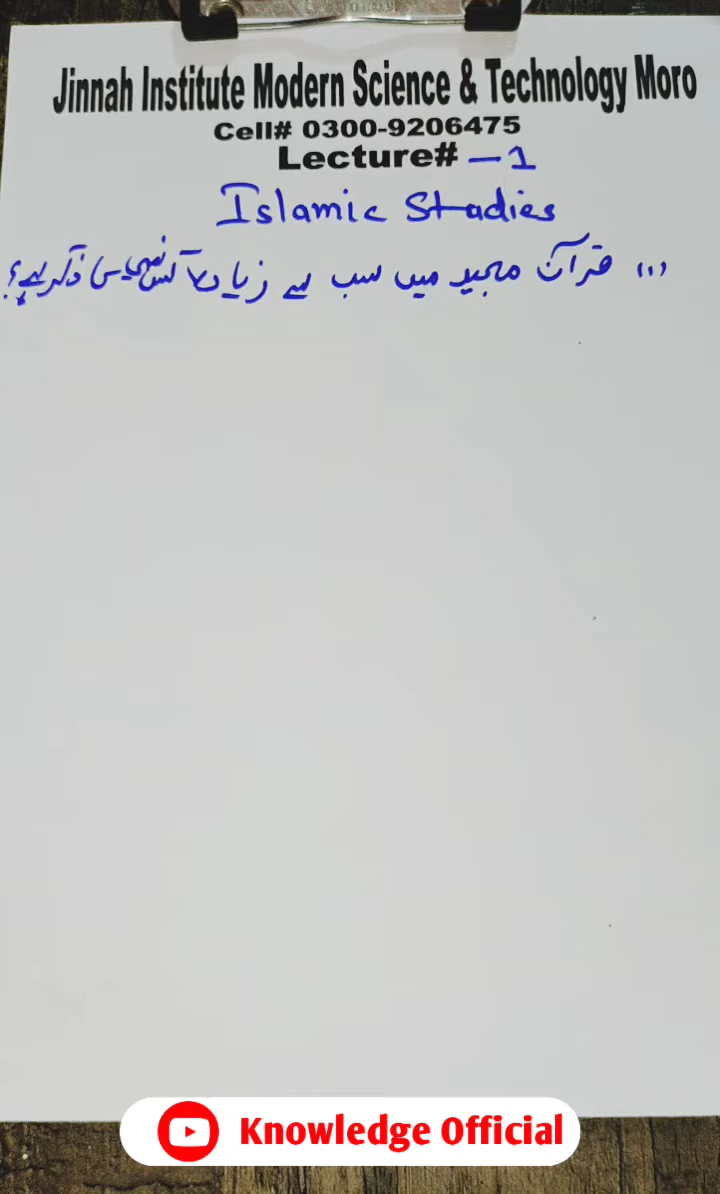 Jinnah Institute Modern Science & Technology Moro
Cell# 0300-9206475
Lecture# -1
Islamic Studies
(1) قرآن مجید میں سب سے زیادہ کس نبی کا ذکر ہے؟
Knowledge Official